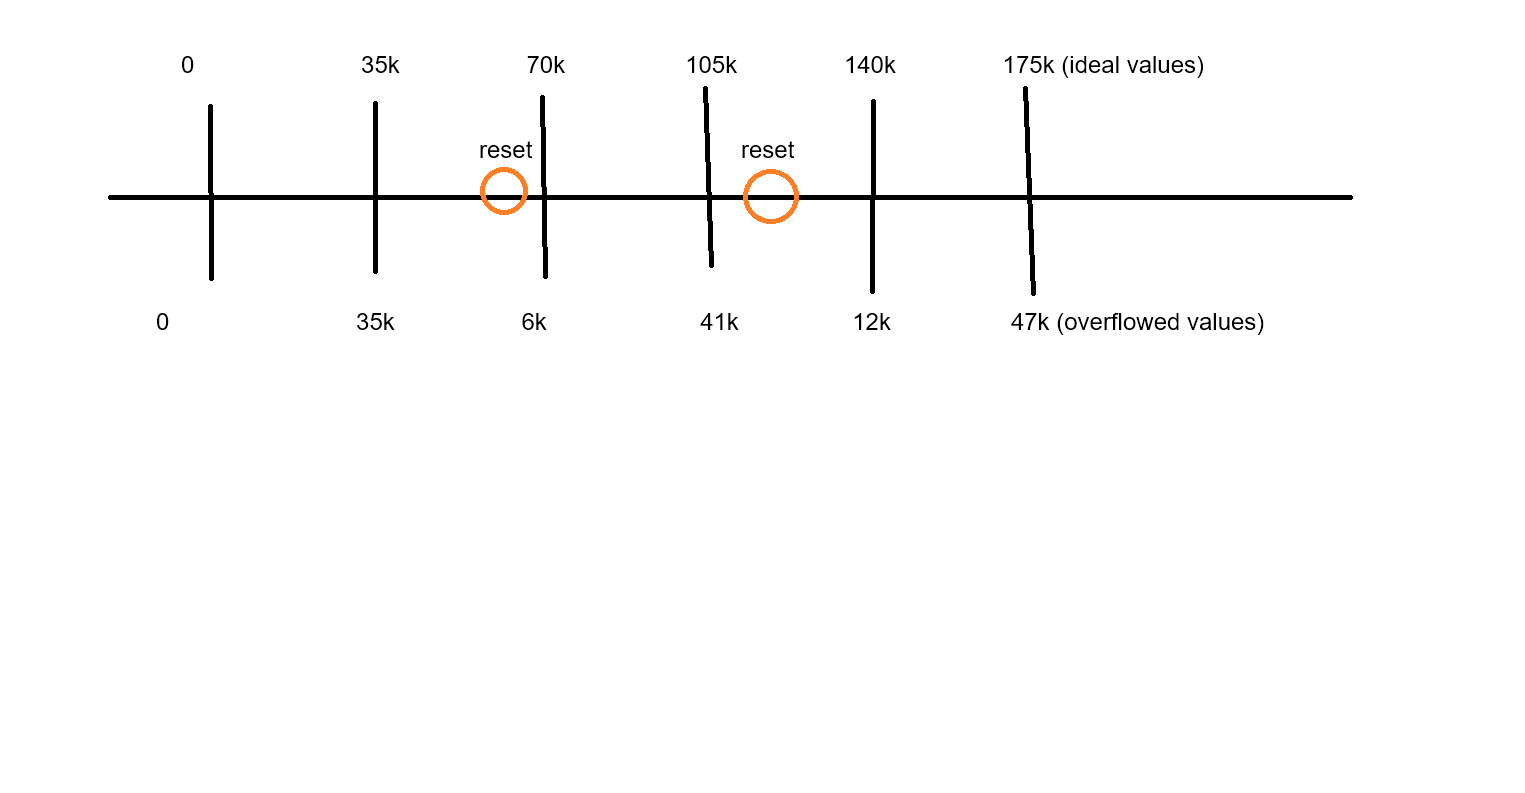 0 35k 70k 105k 140k 175k (ideal values)
reset reset
0 35k 6k 41k 12k 47k (overflowed values)